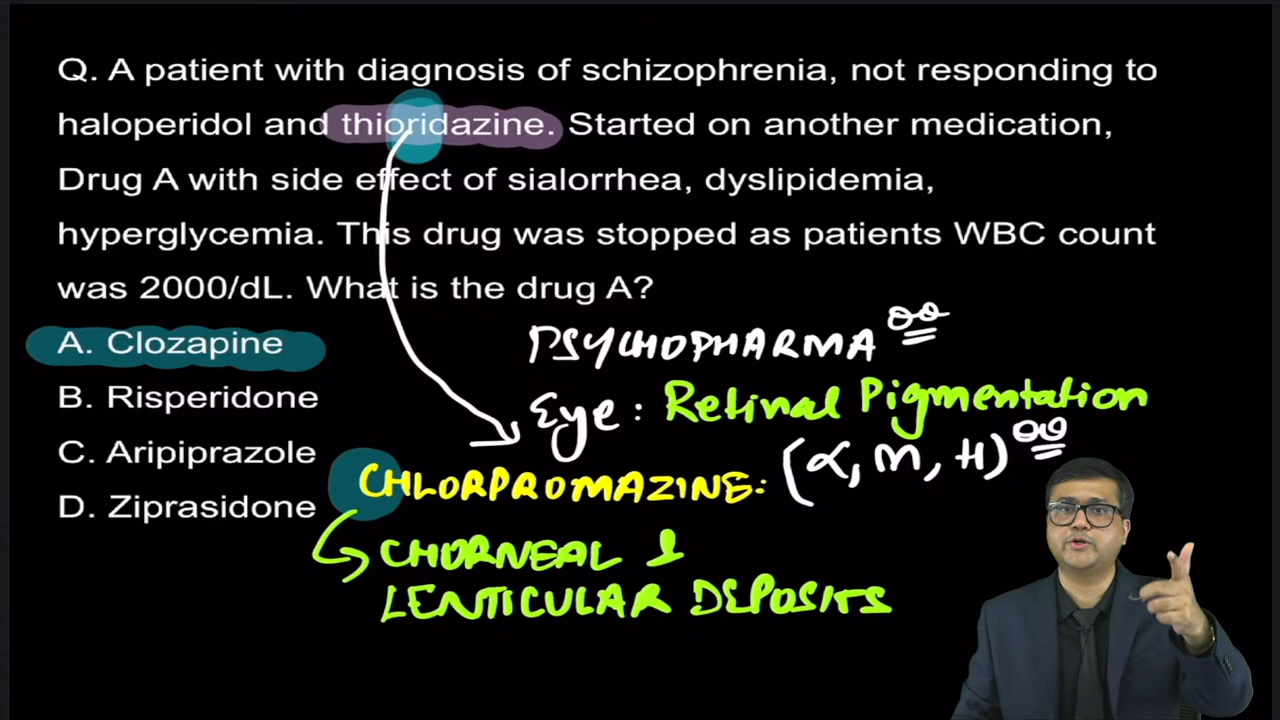 Q. A patient with diagnosis of schizophrenia, not responding to
haloperidol and thioridazine. Started on another medication,
Drug A with side effect of sialorrhea, dyslipidemia,
hyperglycemia. This drug was stopped as patients WBC count
was 2000/dL. What is the drug A?
A. Clozapine
B. Risperidone
C. Aripiprazole
D. Ziprasidone
PSYCHOPHARMA
Eye: Retinal Pigmentation
CHLORPROMAZINE: (α, M, H)
CHORNEAL &
LENTICULAR DEPOSITS